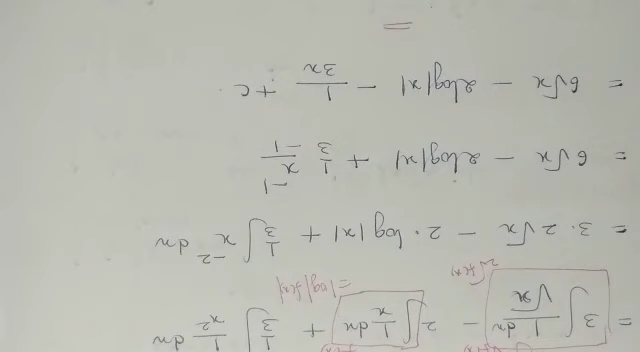 = 3∫ 1/√x dx − 2∫ 1/x dx + 1/3 ∫ 1/x² dx
2√f(x)
= log|f(x)|
= 3·2√x − 2·log|x| + 1/3 ∫ x⁻² dx
= 6√x − 2log|x| + 1/3 x⁻¹/−1
= 6√x − 2log|x| − 1/3x + c.